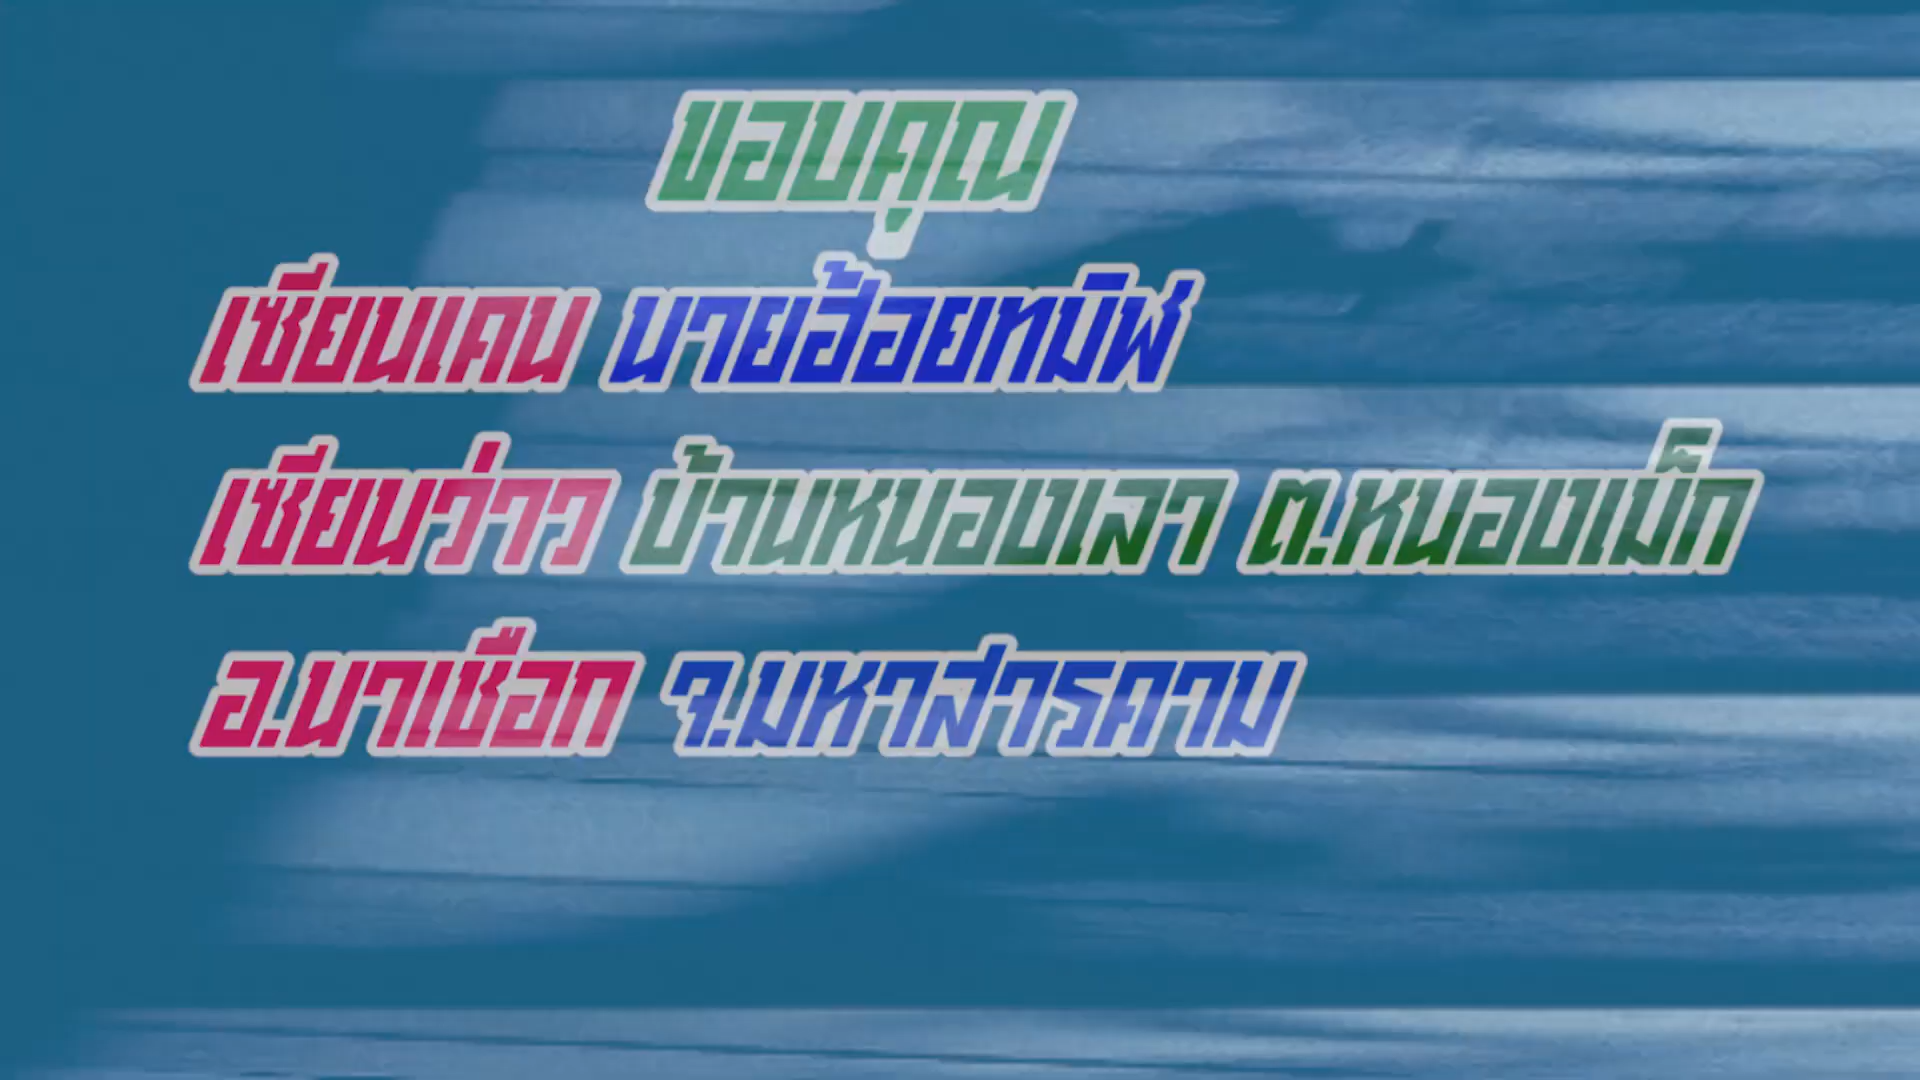 ขอบคุณ
เซียนแคน นายฮ้อยทมิฬ
เซียนว่าว บ้านหนองเลา ต.หนองเม็ก
อ.นาเชือก จ.มหาสารคาม